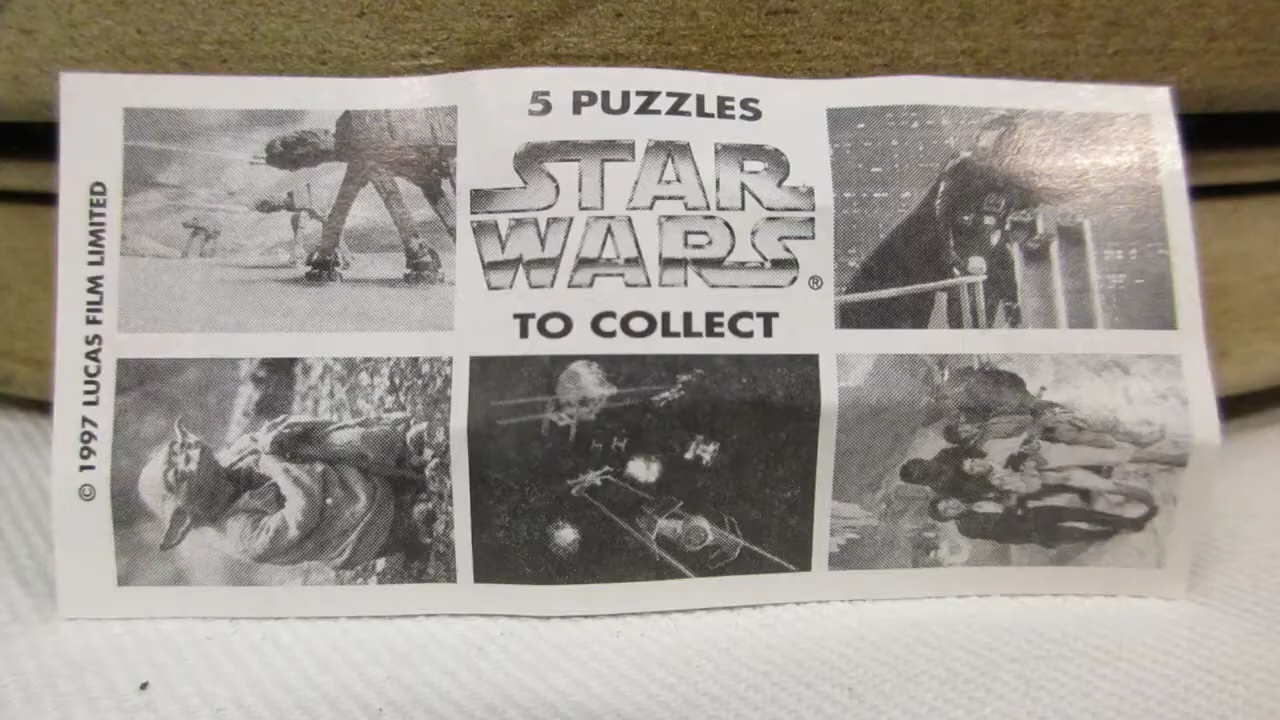 5 PUZZLES
STAR
WARS®
TO COLLECT
© 1997 LUCAS FILM LIMITED